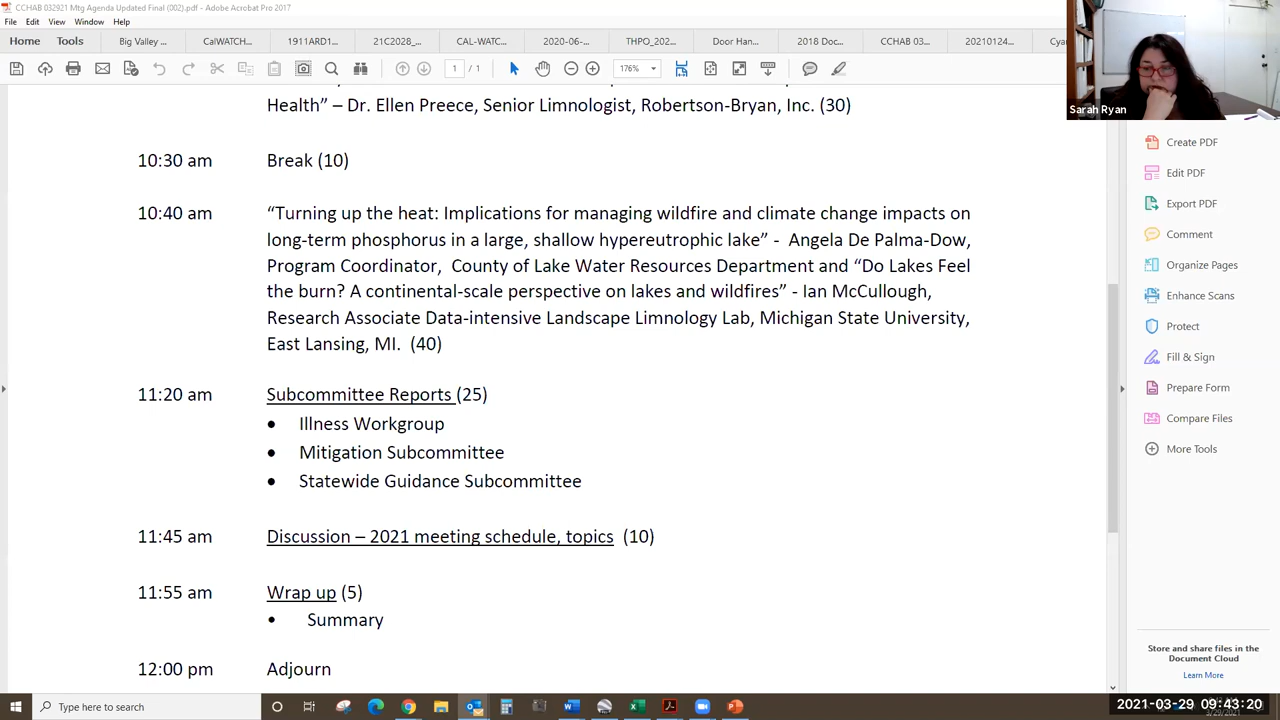 CCHAB 032921 Mtg Agenda Updated Final (002).pdf - Adobe Acrobat Pro 2017
File Edit View Window Help
Home Tools Big Valley ... CalWATCH... 1911ARD1... CAL-WATC... 2020-06-... THPO_202... Door Han... 2018 Doc... CCHAB 03... 20210124...
1 / 1 176%
Sarah Ryan
Health” – Dr. Ellen Preece, Senior Limnologist, Robertson-Bryan, Inc. (30)
10:30 am Break (10)
10:40 am “Turning up the heat: Implications for managing wildfire and climate change impacts on
long-term phosphorus in a large, shallow hypereutrophic lake” - Angela De Palma-Dow,
Program Coordinator, County of Lake Water Resources Department and “Do Lakes Feel
the burn? A continental-scale perspective on lakes and wildfires” - Ian McCullough,
Research Associate Data-intensive Landscape Limnology Lab, Michigan State University,
East Lansing, MI. (40)
11:20 am Subcommittee Reports (25)
• Illness Workgroup
• Mitigation Subcommittee
• Statewide Guidance Subcommittee
11:45 am Discussion – 2021 meeting schedule, topics (10)
11:55 am Wrap up (5)
• Summary
12:00 pm Adjourn
Create PDF
Edit PDF
Export PDF
Comment
Organize Pages
Enhance Scans
Protect
Fill & Sign
Prepare Form
Compare Files
More Tools
Store and share files in the
Document Cloud
Learn More
Type here to search
2021-03-29 09:43:20